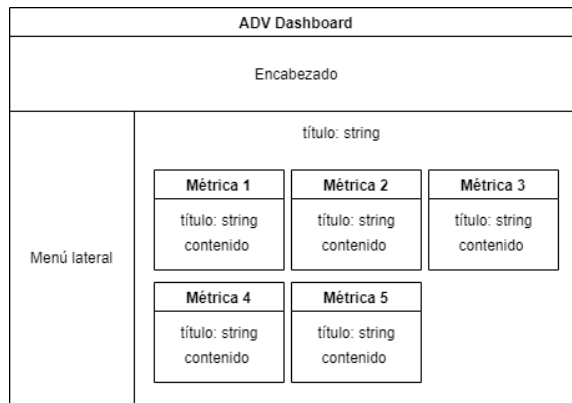 ADV Dashboard
Encabezado
Menú lateral
título: string
Métrica 1
título: string
contenido
Métrica 2
título: string
contenido
Métrica 3
título: string
contenido
Métrica 4
título: string
contenido
Métrica 5
título: string
contenido